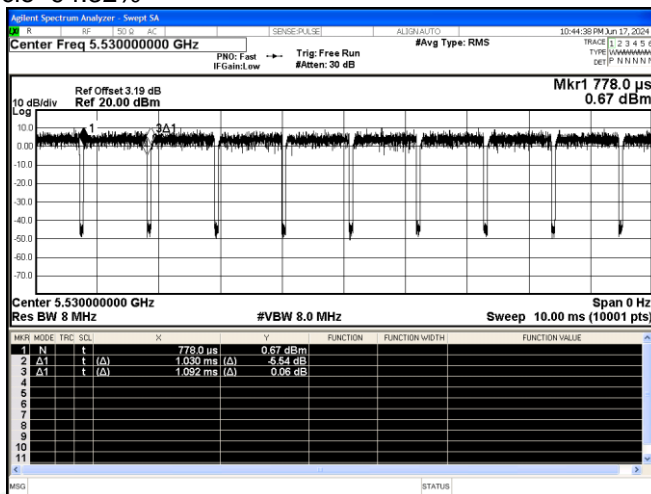 Agilent Spectrum Analyzer - Swept SA
R RF 50 Ω AC SENSE:PULSE ALIGNAUTO 10:44:38 PM Jun 17, 2024
Center Freq 5.530000000 GHz #Avg Type: RMS TRACE 1 2 3 4 5 6
PNO: Fast Trig: Free Run TYPE
IFGain:Low #Atten: 30 dB DET P N N N N N
Mkr1 778.0 µs
0.67 dBm
Ref Offset 3.19 dB
10 dB/div Ref 20.00 dBm
Log
10.0
0.00
-10.0
-20.0
-30.0
-40.0
-50.0
-60.0
-70.0
1
3Δ1
Center 5.530000000 GHz Span 0 Hz
Res BW 8 MHz #VBW 8.0 MHz Sweep 10.00 ms (10001 pts)
MKR MODE TRC SCL X Y FUNCTION FUNCTION WIDTH FUNCTION VALUE
1 N t 778.0 µs 0.67 dBm
2 Δ1 t (Δ) 1.030 ms (Δ) -5.54 dB
3 Δ1 t (Δ) 1.092 ms (Δ) 0.06 dB
4
5
6
7
8
9
10
11
MSG STATUS